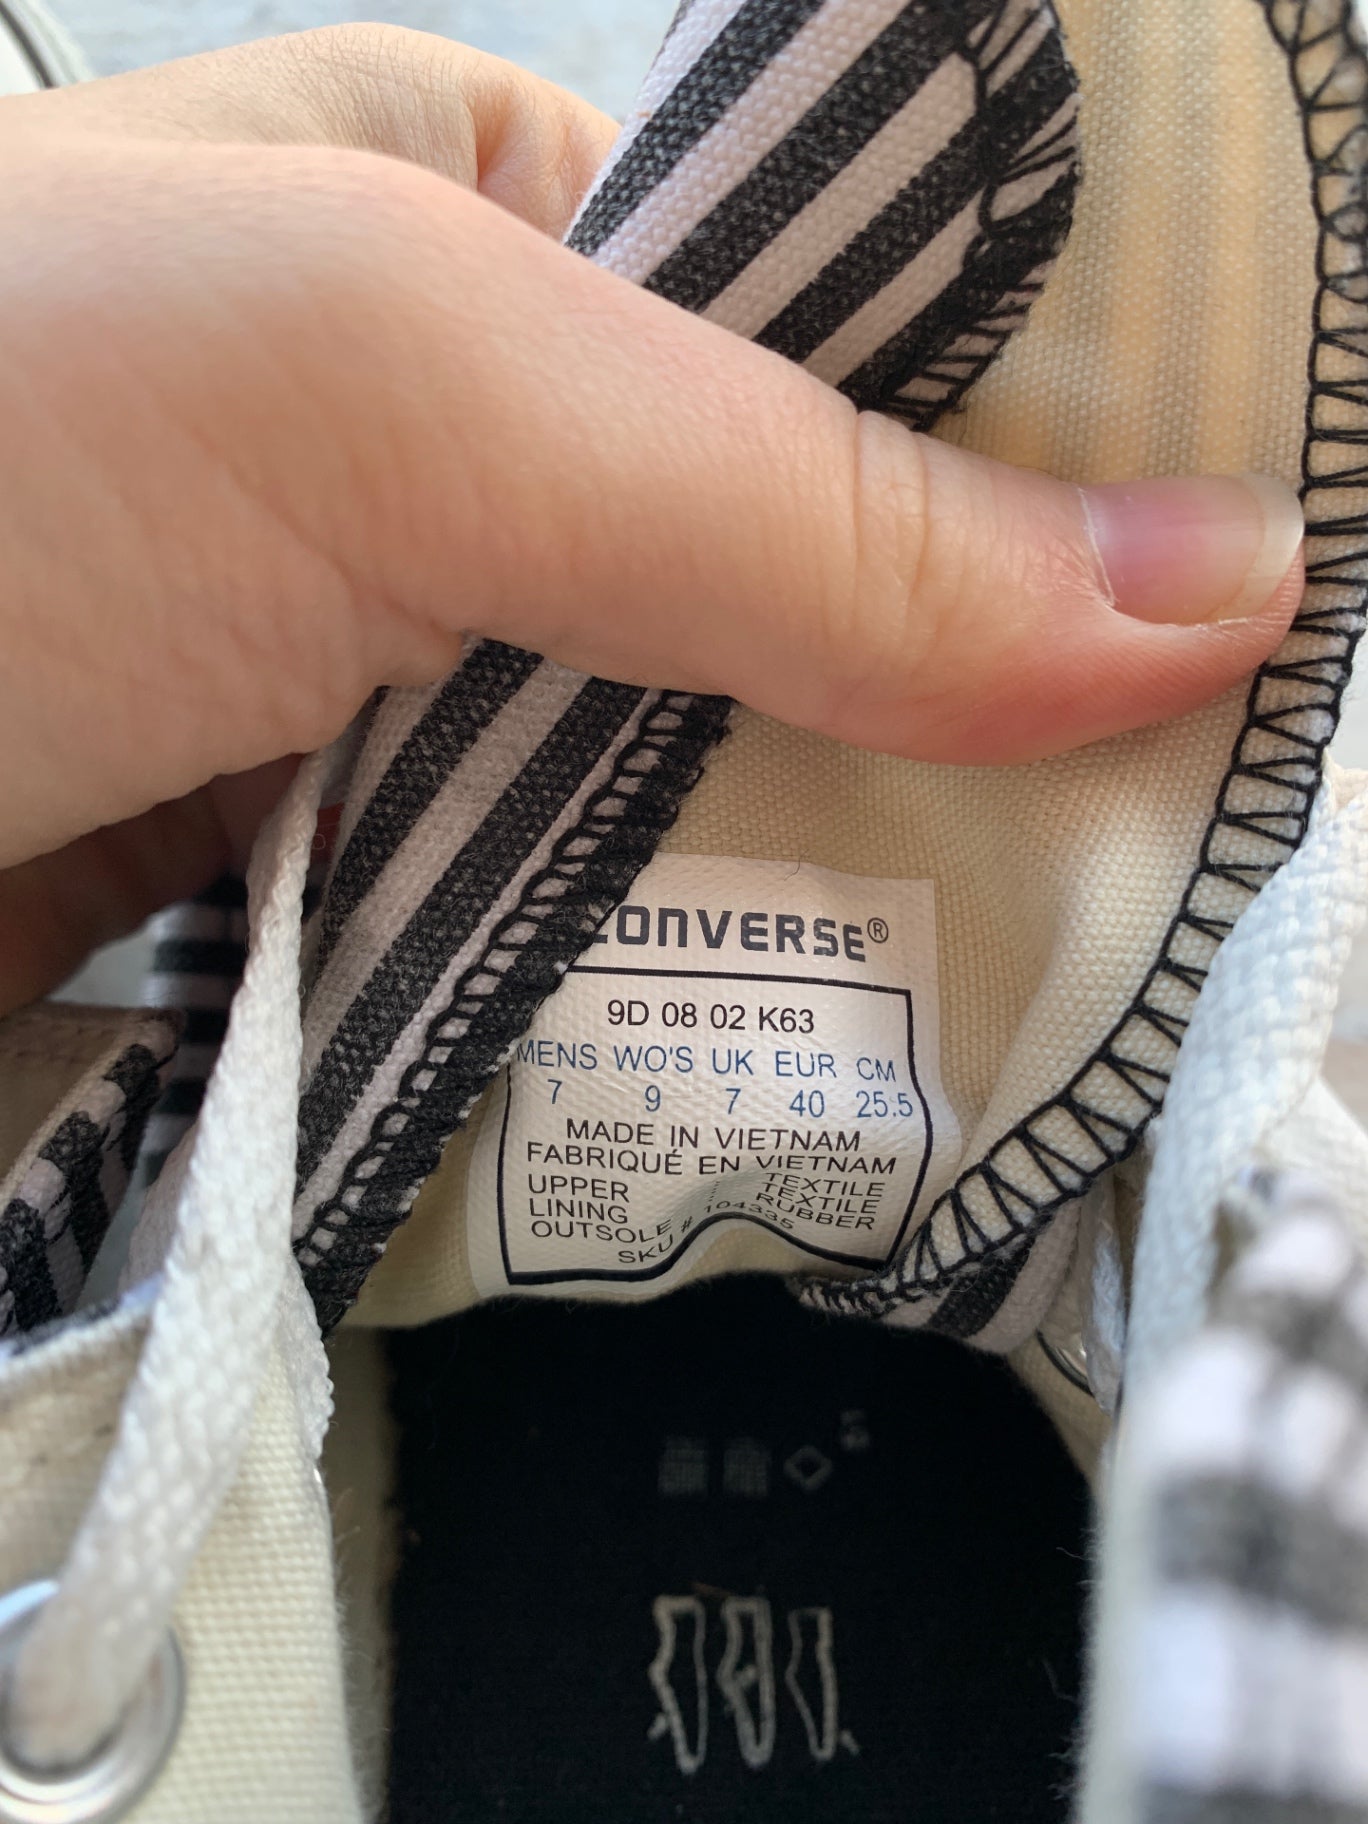 CONVERSE®
9D 08 02 K63
MENS WO'S UK EUR CM
7 9 7 40 25.5
MADE IN VIETNAM
FABRIQUÉ EN VIETNAM
UPPER TEXTILE
LINING TEXTILE
OUTSOLE RUBBER
SKU # 104335